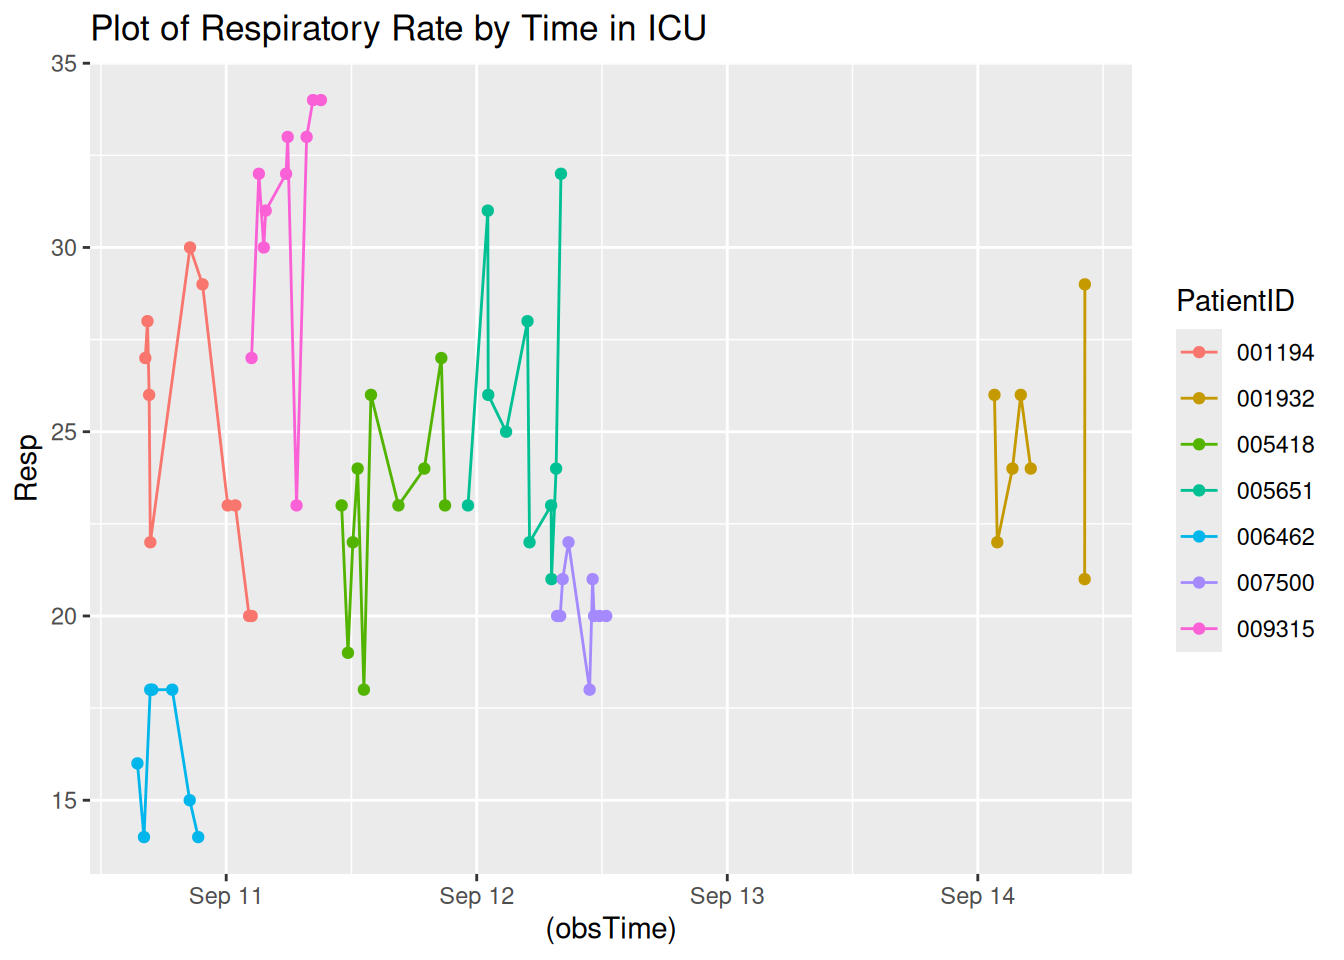 Plot of Respiratory Rate by Time in ICU
35
30
25
20
15
Resp
Sep 11
Sep 12
Sep 13
Sep 14
(obsTime)
PatientID
001194
001932
005418
005651
006462
007500
009315